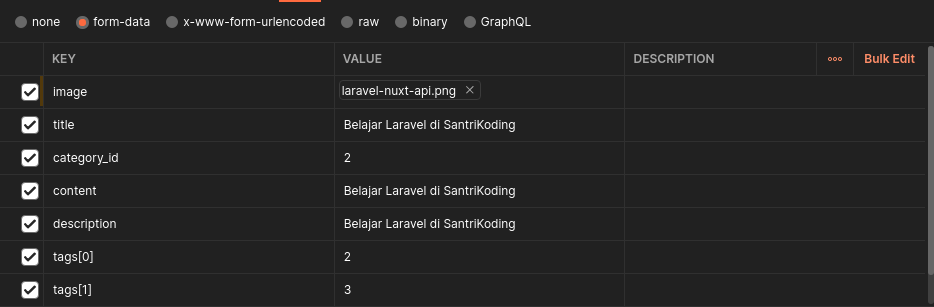 none form-data x-www-form-urlencoded raw binary GraphQL
KEY VALUE DESCRIPTION ooo Bulk Edit
image laravel-nuxt-api.png ×
title Belajar Laravel di SantriKoding
category_id 2
content Belajar Laravel di SantriKoding
description Belajar Laravel di SantriKoding
tags[0] 2
tags[1] 3